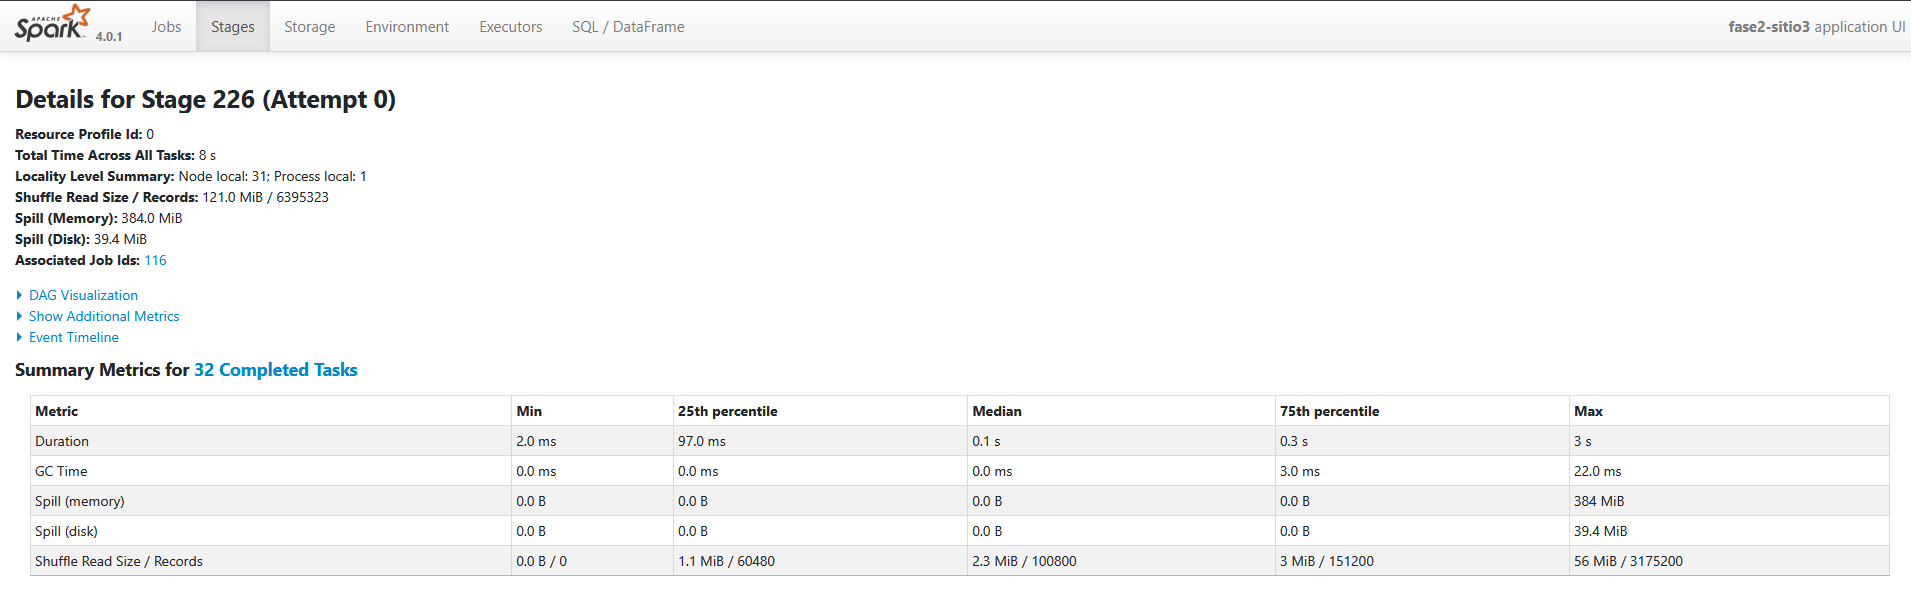 APACHE Spark 4.0.1 Jobs Stages Storage Environment Executors SQL / DataFrame fase2-sitio3 application UI
Details for Stage 226 (Attempt 0)
Resource Profile Id: 0
Total Time Across All Tasks: 8 s
Locality Level Summary: Node local: 31; Process local: 1
Shuffle Read Size / Records: 121.0 MiB / 6395323
Spill (Memory): 384.0 MiB
Spill (Disk): 39.4 MiB
Associated Job Ids: 116
DAG Visualization
Show Additional Metrics
Event Timeline
Summary Metrics for 32 Completed Tasks
Metric Min 25th percentile Median 75th percentile Max
Duration 2.0 ms 97.0 ms 0.1 s 0.3 s 3 s
GC Time 0.0 ms 0.0 ms 0.0 ms 3.0 ms 22.0 ms
Spill (memory) 0.0 B 0.0 B 0.0 B 0.0 B 384 MiB
Spill (disk) 0.0 B 0.0 B 0.0 B 0.0 B 39.4 MiB
Shuffle Read Size / Records 0.0 B / 0 1.1 MiB / 60480 2.3 MiB / 100800 3 MiB / 151200 56 MiB / 3175200